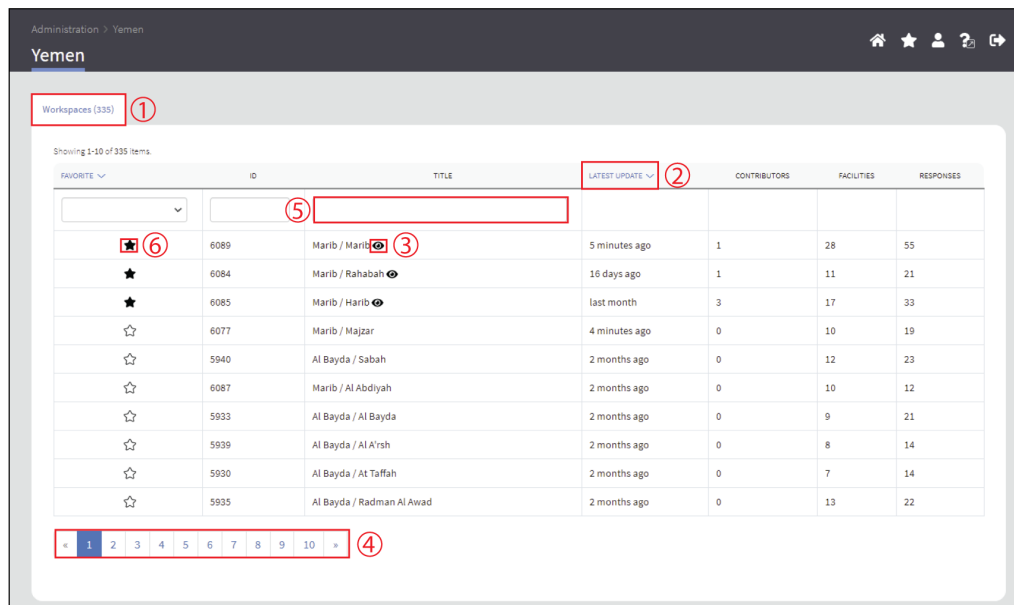 Administration > Yemen
Yemen
Workspaces (335) ①
Showing 1-10 of 335 items.
FAVORITE ID TITLE LATEST UPDATE ② CONTRIBUTORS FACILITIES RESPONSES
⑤
⑥ 6089 Marib / Marib ③ 5 minutes ago 1 28 55
6084 Marib / Rahabah 16 days ago 1 11 21
6085 Marib / Harib last month 3 17 33
6077 Marib / Majzar 4 minutes ago 0 10 19
5940 Al Bayda / Sabah 2 months ago 0 12 23
6087 Marib / Al Abdiyah 2 months ago 0 10 12
5933 Al Bayda / Al Bayda 2 months ago 0 9 21
5939 Al Bayda / Al A'rsh 2 months ago 0 8 14
5930 Al Bayda / At Taffah 2 months ago 0 7 14
5935 Al Bayda / Radman Al Awad 2 months ago 0 13 22
« 1 2 3 4 5 6 7 8 9 10 » ④